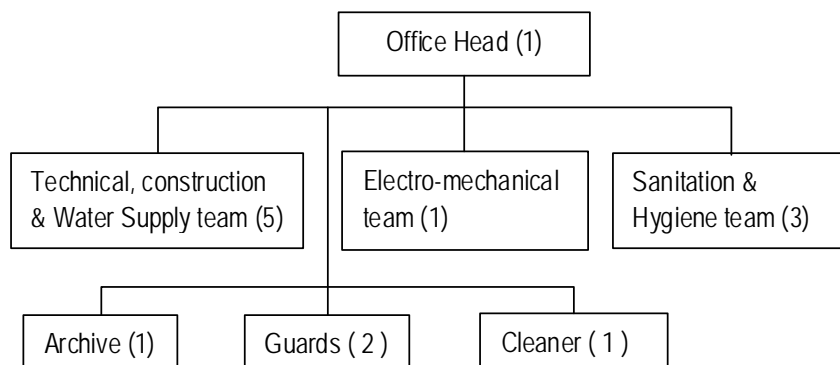 Office Head (1)
Technical, construction
& Water Supply team (5)
Electro-mechanical
team (1)
Sanitation &
Hygiene team (3)
Archive (1)
Guards ( 2 )
Cleaner ( 1 )